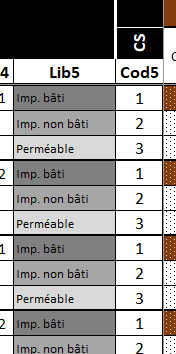 CS
4 Lib5 Cod5
1 Imp. bâti 1
Imp. non bâti 2
Perméable 3
2 Imp. bâti 1
Imp. non bâti 2
Perméable 3
1 Imp. bâti 1
Imp. non bâti 2
Perméable 3
2 Imp. bâti 1
Imp. non bâti 2